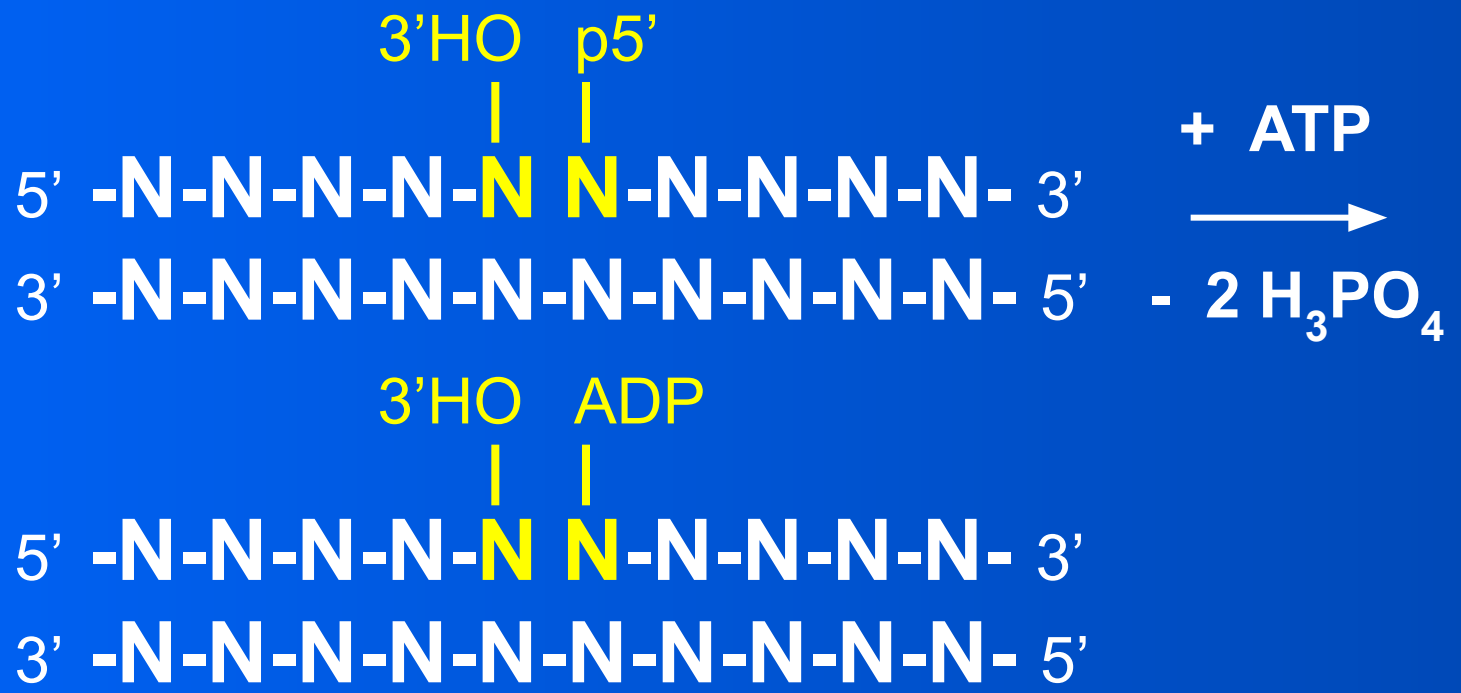 3’HO p5’
+ ATP
5’ -N-N-N-N-N N-N-N-N-N- 3’
3’ -N-N-N-N-N-N-N-N-N-N- 5’
- 2 H₃PO₄
3’HO ADP
5’ -N-N-N-N-N N-N-N-N-N- 3’
3’ -N-N-N-N-N-N-N-N-N-N- 5’